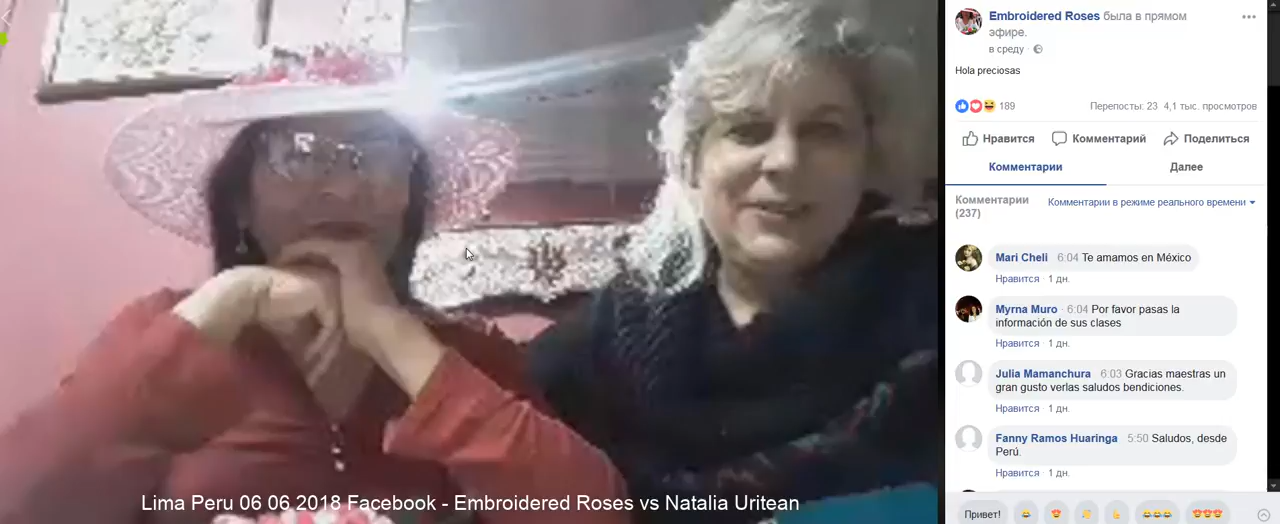 Embroidered Roses была в прямом
эфире.
в среду ·
Hola preciosas
189
Перепосты: 23 4,1 тыс. просмотров
Нравится Комментарий Поделиться
Комментарии Далее
Комментарии
(237)
Комментарии в режиме реального времени
Mari Cheli 6:04 Te amamos en México
Нравится · 1 дн.
Myrna Muro · 6:04 Por favor pasas la
información de sus clases
Нравится · 1 дн.
Julia Mamanchura 6:03 Gracias maestras un
gran gusto verlas saludos bendiciones.
Нравится · 1 дн.
Fanny Ramos Huaringa 5:50 Saludos, desde
Perú.
Нравится · 1 дн.
Привет!
Lima Peru 06 06 2018 Facebook - Embroidered Roses vs Natalia Uritean